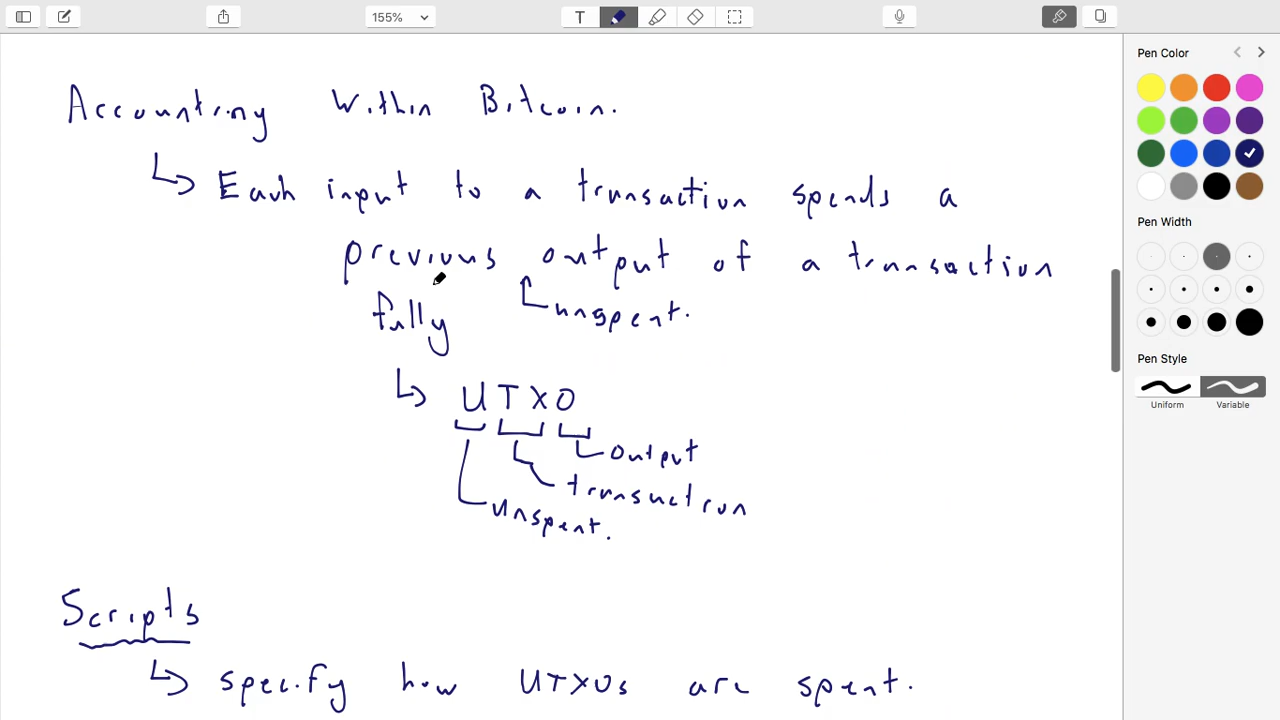 155%
T
Accounting Within Bitcoin.
Each input to a transaction spends a
previous output of a transaction
fully
unspent.
UTXO
output
transaction
unspent.
Scripts
specify how UTXOs are spent.
Pen Color
Pen Width
Pen Style
Uniform Variable